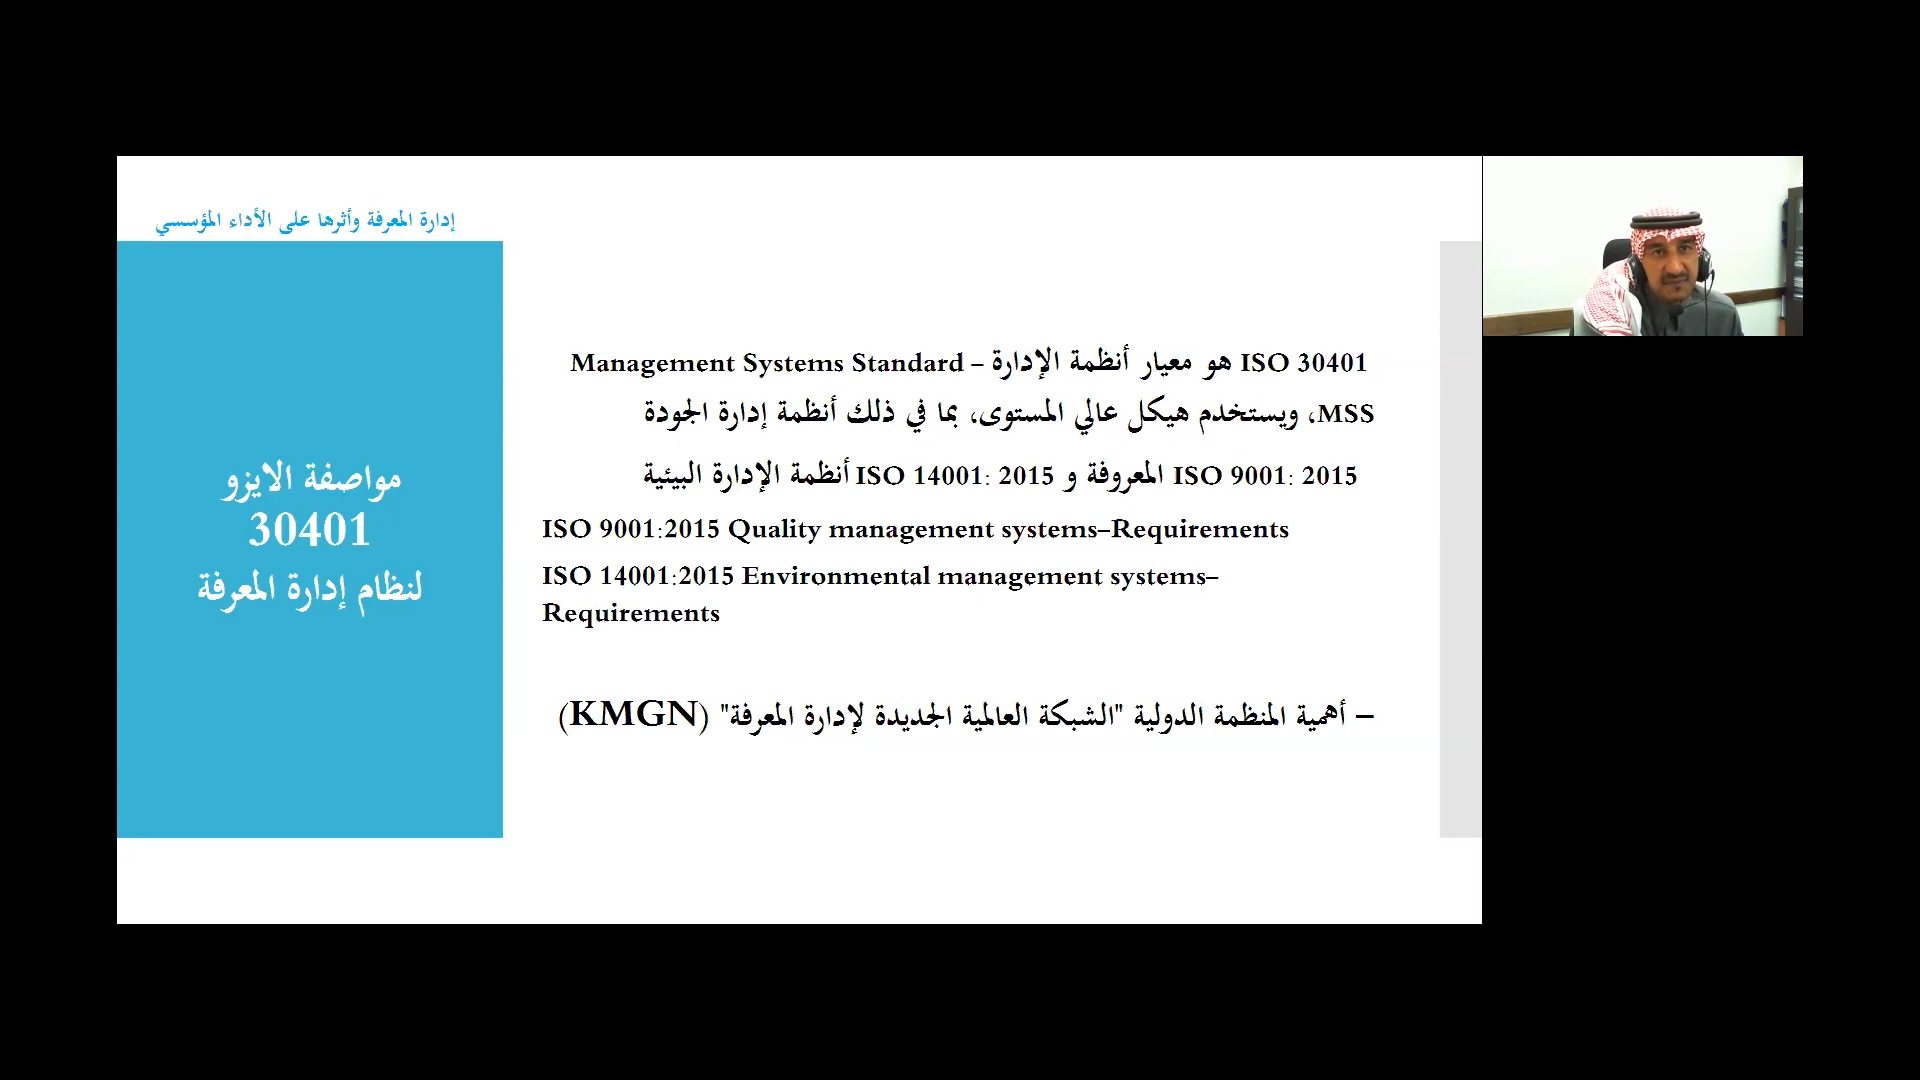 إدارة المعرفة وأثرها على الأداء المؤسسي
مواصفة الايزو
30401
لنظام إدارة المعرفة
ISO 30401 هو معيار أنظمة الإدارة – Management Systems Standard
MSS، ويستخدم هيكل عالي المستوى، بما في ذلك أنظمة إدارة الجودة
ISO 9001: 2015 المعروفة و ISO 14001: 2015 أنظمة الإدارة البيئية
ISO 9001:2015 Quality management systems–Requirements
ISO 14001:2015 Environmental management systems–
Requirements
– أهمية المنظمة الدولية "الشبكة العالمية الجديدة لإدارة المعرفة" (KMGN)